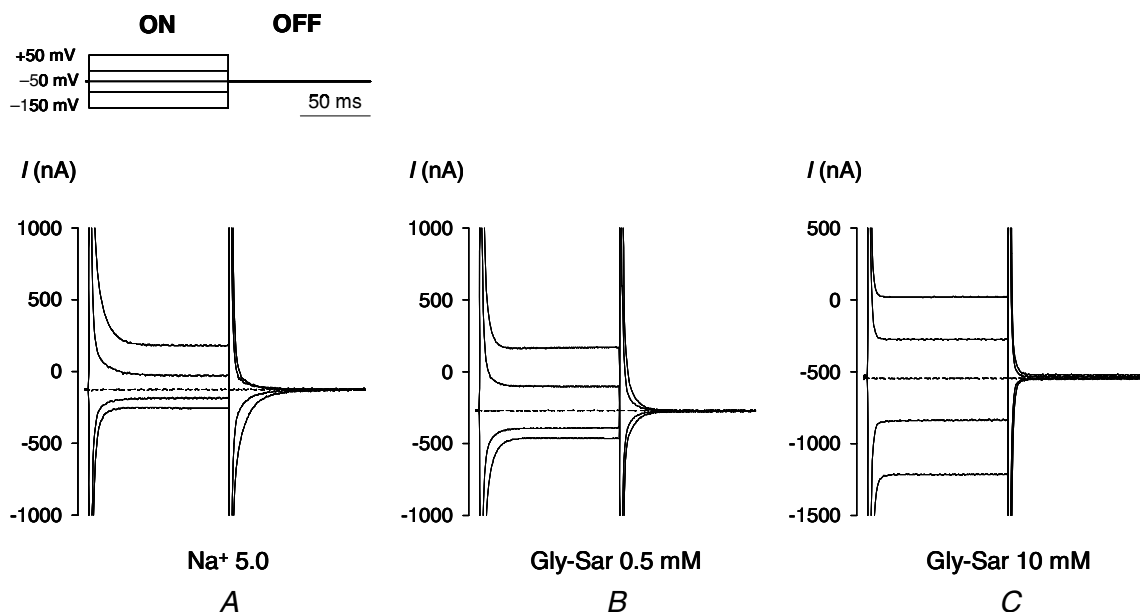 ON OFF
+50 mV
−50 mV
−150 mV
50 ms
I (nA) I (nA) I (nA)
1000 1000 500
500 500 0
0 0 -500
-500 -500 -1000
-1000 -1000 -1500
Na+ 5.0 Gly-Sar 0.5 mM Gly-Sar 10 mM
A B C